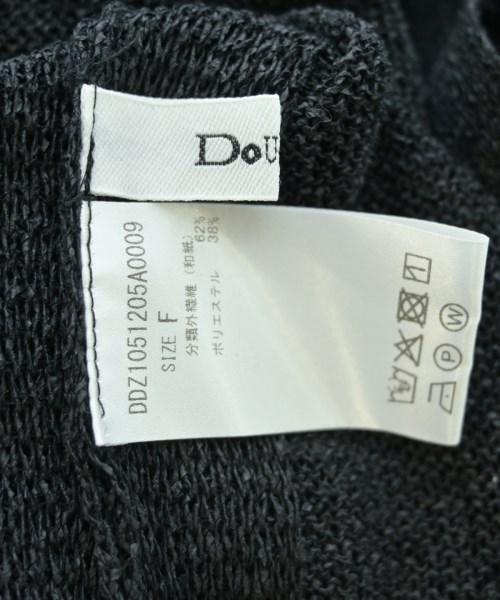 DoU
DDZ1051205A0009
SIZE F
分類外繊維(和紙) 62%
ポリエステル 38%
P W